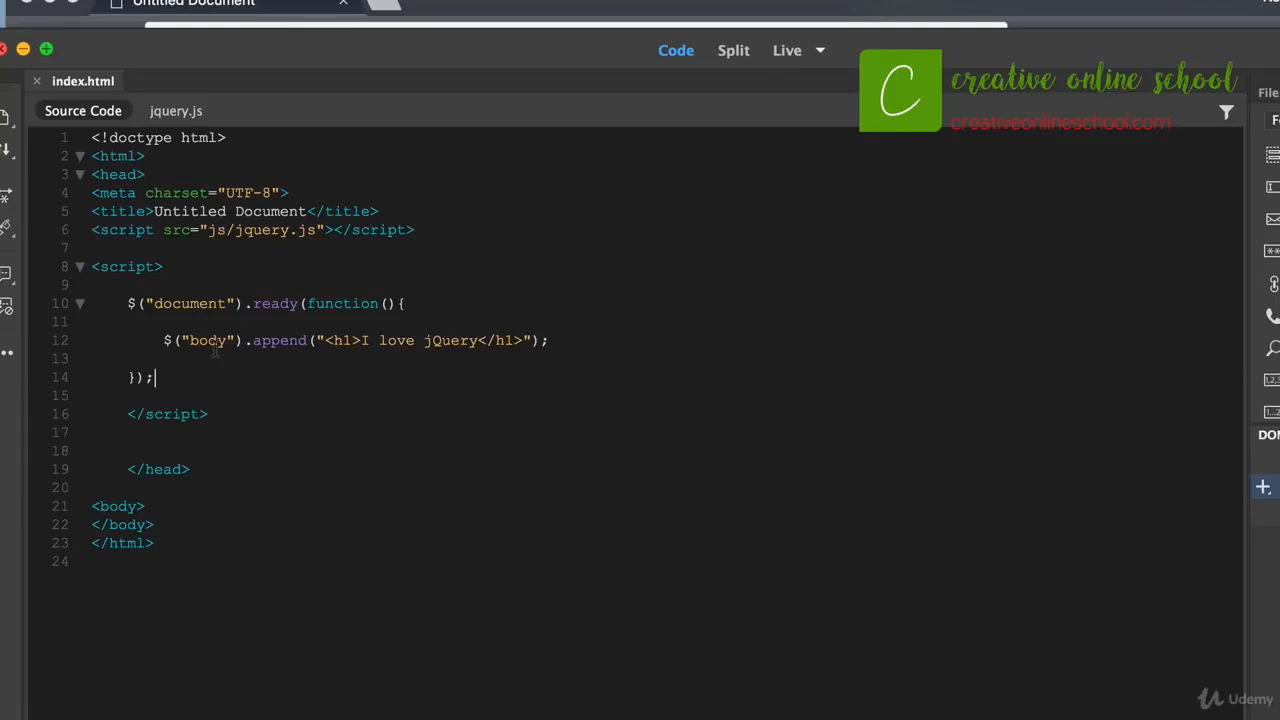 Untitled Document
Code Split Live
index.html
creative online school
creativeonlineschool.com
File
Source Code jquery.js
1 <!doctype html>
2 <html>
3 <head>
4 <meta charset="UTF-8">
5 <title>Untitled Document</title>
6 <script src="js/jquery.js"></script>
7
8 <script>
9
10 $("document").ready(function(){
11
12 $("body").append("<h1>I love jQuery</h1>");
13
14 });
15
16 </script>
17
18
19 </head>
20
21 <body>
22 </body>
23 </html>
24
Udemy